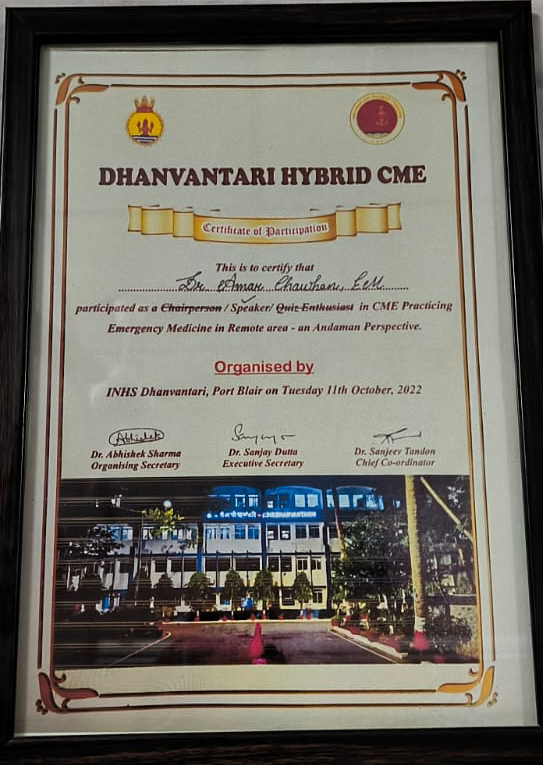 DHANVANTARI HYBRID CME
Certificate of Participation
This is to certify that
Dr. Aman Chauhan, EM
participated as a Chairperson / Speaker/ Quiz Enthusiast in CME Practicing
Emergency Medicine in Remote area - an Andaman Perspective.
Organised by
INHS Dhanvantari, Port Blair on Tuesday 11th October, 2022
Abhishek
Dr. Abhishek Sharma
Organising Secretary
Dr. Sanjay Dutta
Executive Secretary
Dr. Sanjeev Tandon
Chief Co-ordinator